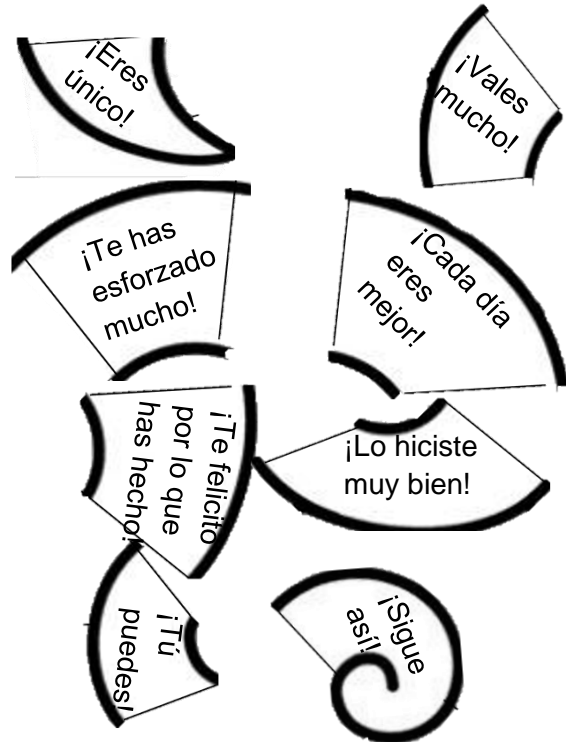 ¡Eres
único!
¡Vales
mucho!
¡Te has
esforzado
mucho!
¡Cada día
eres
mejor!
¡Te felicito
por lo que
has hecho!
¡Lo hiciste
muy bien!
¡Tú
puedes!
¡Sigue
así!